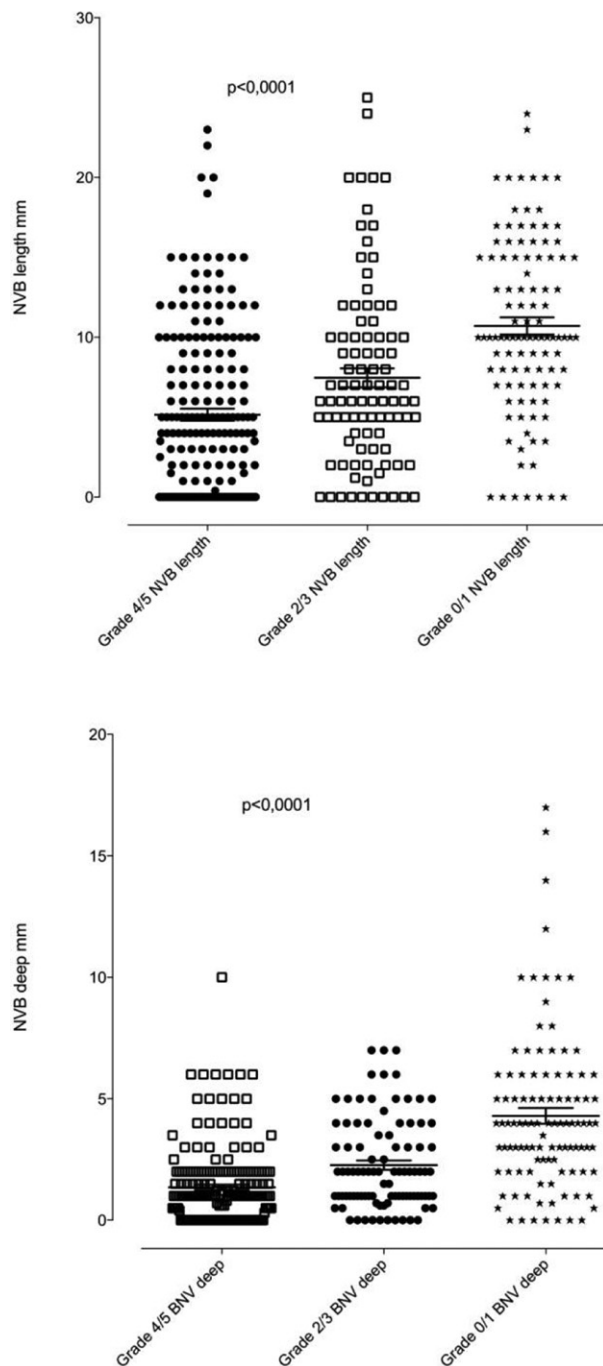 30
p<0,0001
20
NVB length mm
10
0
Grade 4/5 NVB length
Grade 2/3 NVB length
Grade 0/1 NVB length
20
p<0,0001
15
NVB deep mm
10
5
0
Grade 4/5 BNV deep
Grade 2/3 BNV deep
Grade 0/1 BNV deep